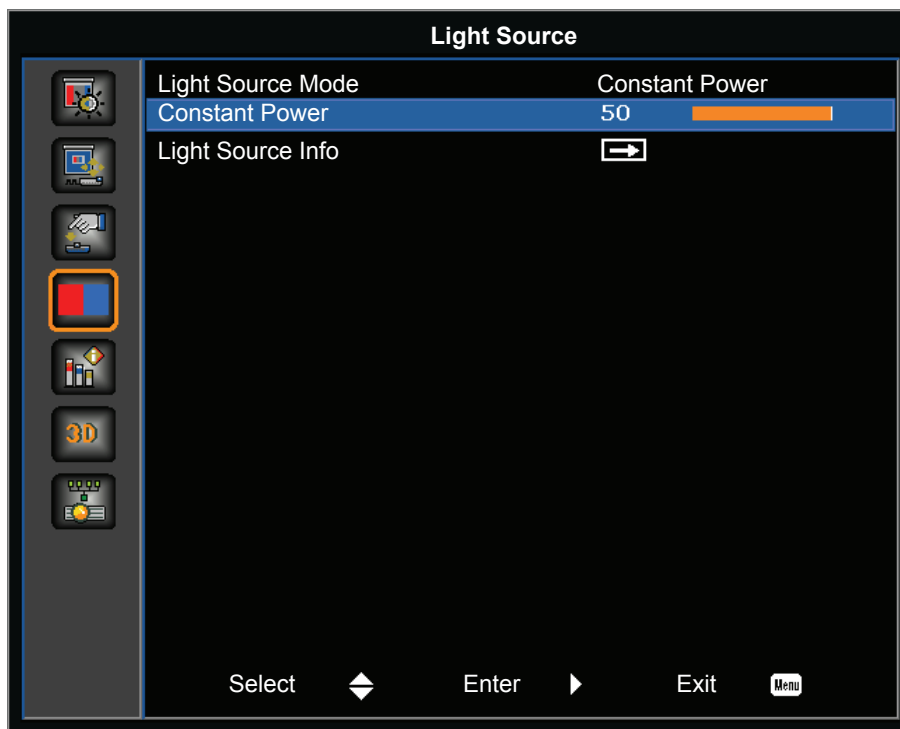 Light Source
Light Source Mode Constant Power
Constant Power 50
Light Source Info
3D
Select Enter Exit Menu